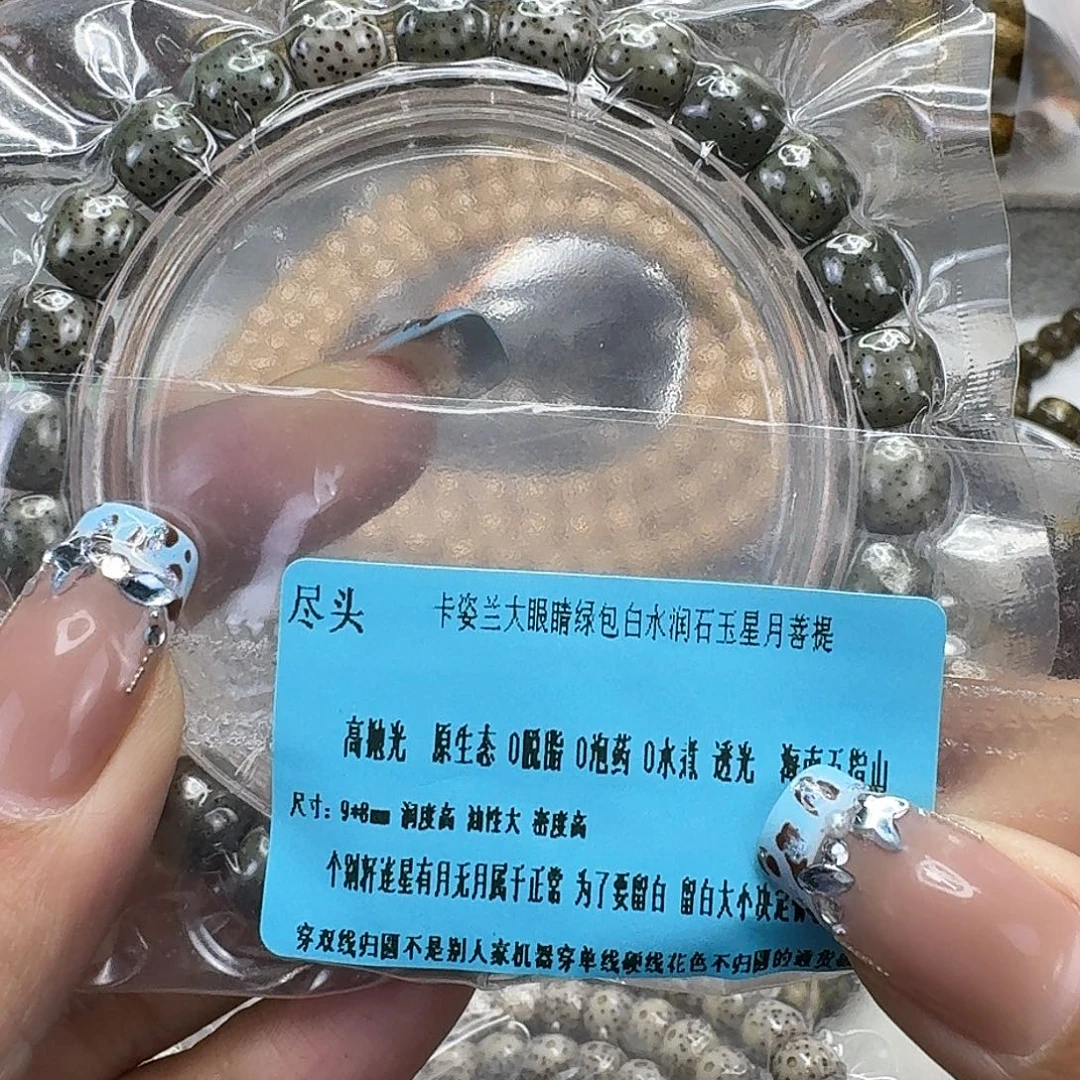 尽头 卡姿兰大眼睛绿包白水润石玉星月菩提
高抛光 原生态 0脱脂 0泡药 0水煮 透光 海南五指山
尺寸：9*8mm 润度高 油性大 密度高
个别籽连星有月无月属于正常 为了要留白 留白大小决定
穿双线归圆不是别人家机器穿单线硬线花色不归圆的通货